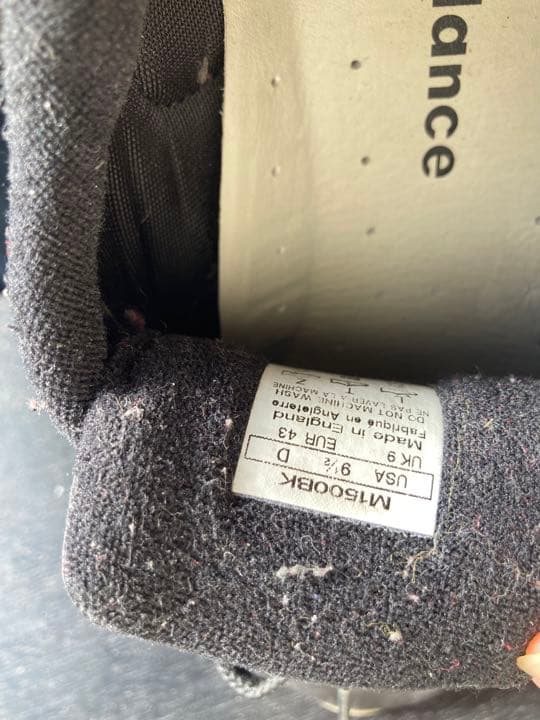 lance
M1500BK
USA 9½ D
UK 9 EUR 43
Made in England
Fabriqué en Angleterre
DO NOT MACHINE WASH
NE PAS LAVER A LA MACHINE